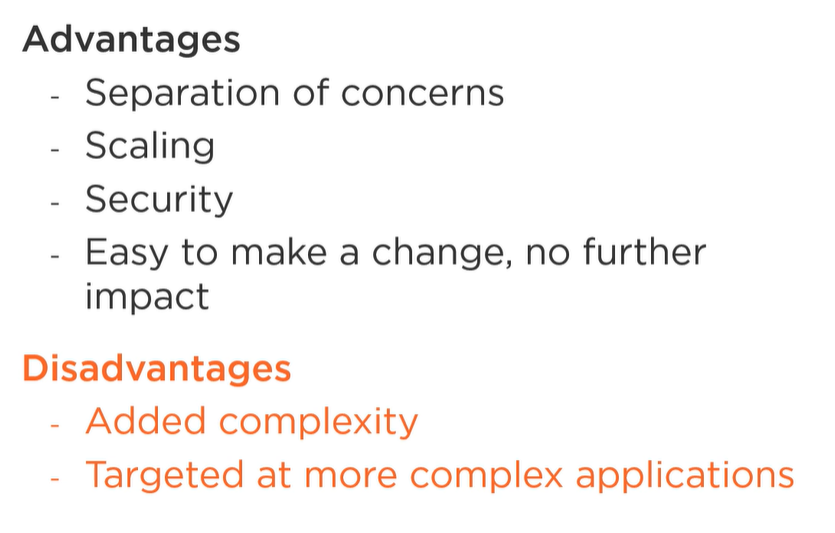 Advantages
- Separation of concerns
- Scaling
- Security
- Easy to make a change, no further
impact
Disadvantages
- Added complexity
- Targeted at more complex applications